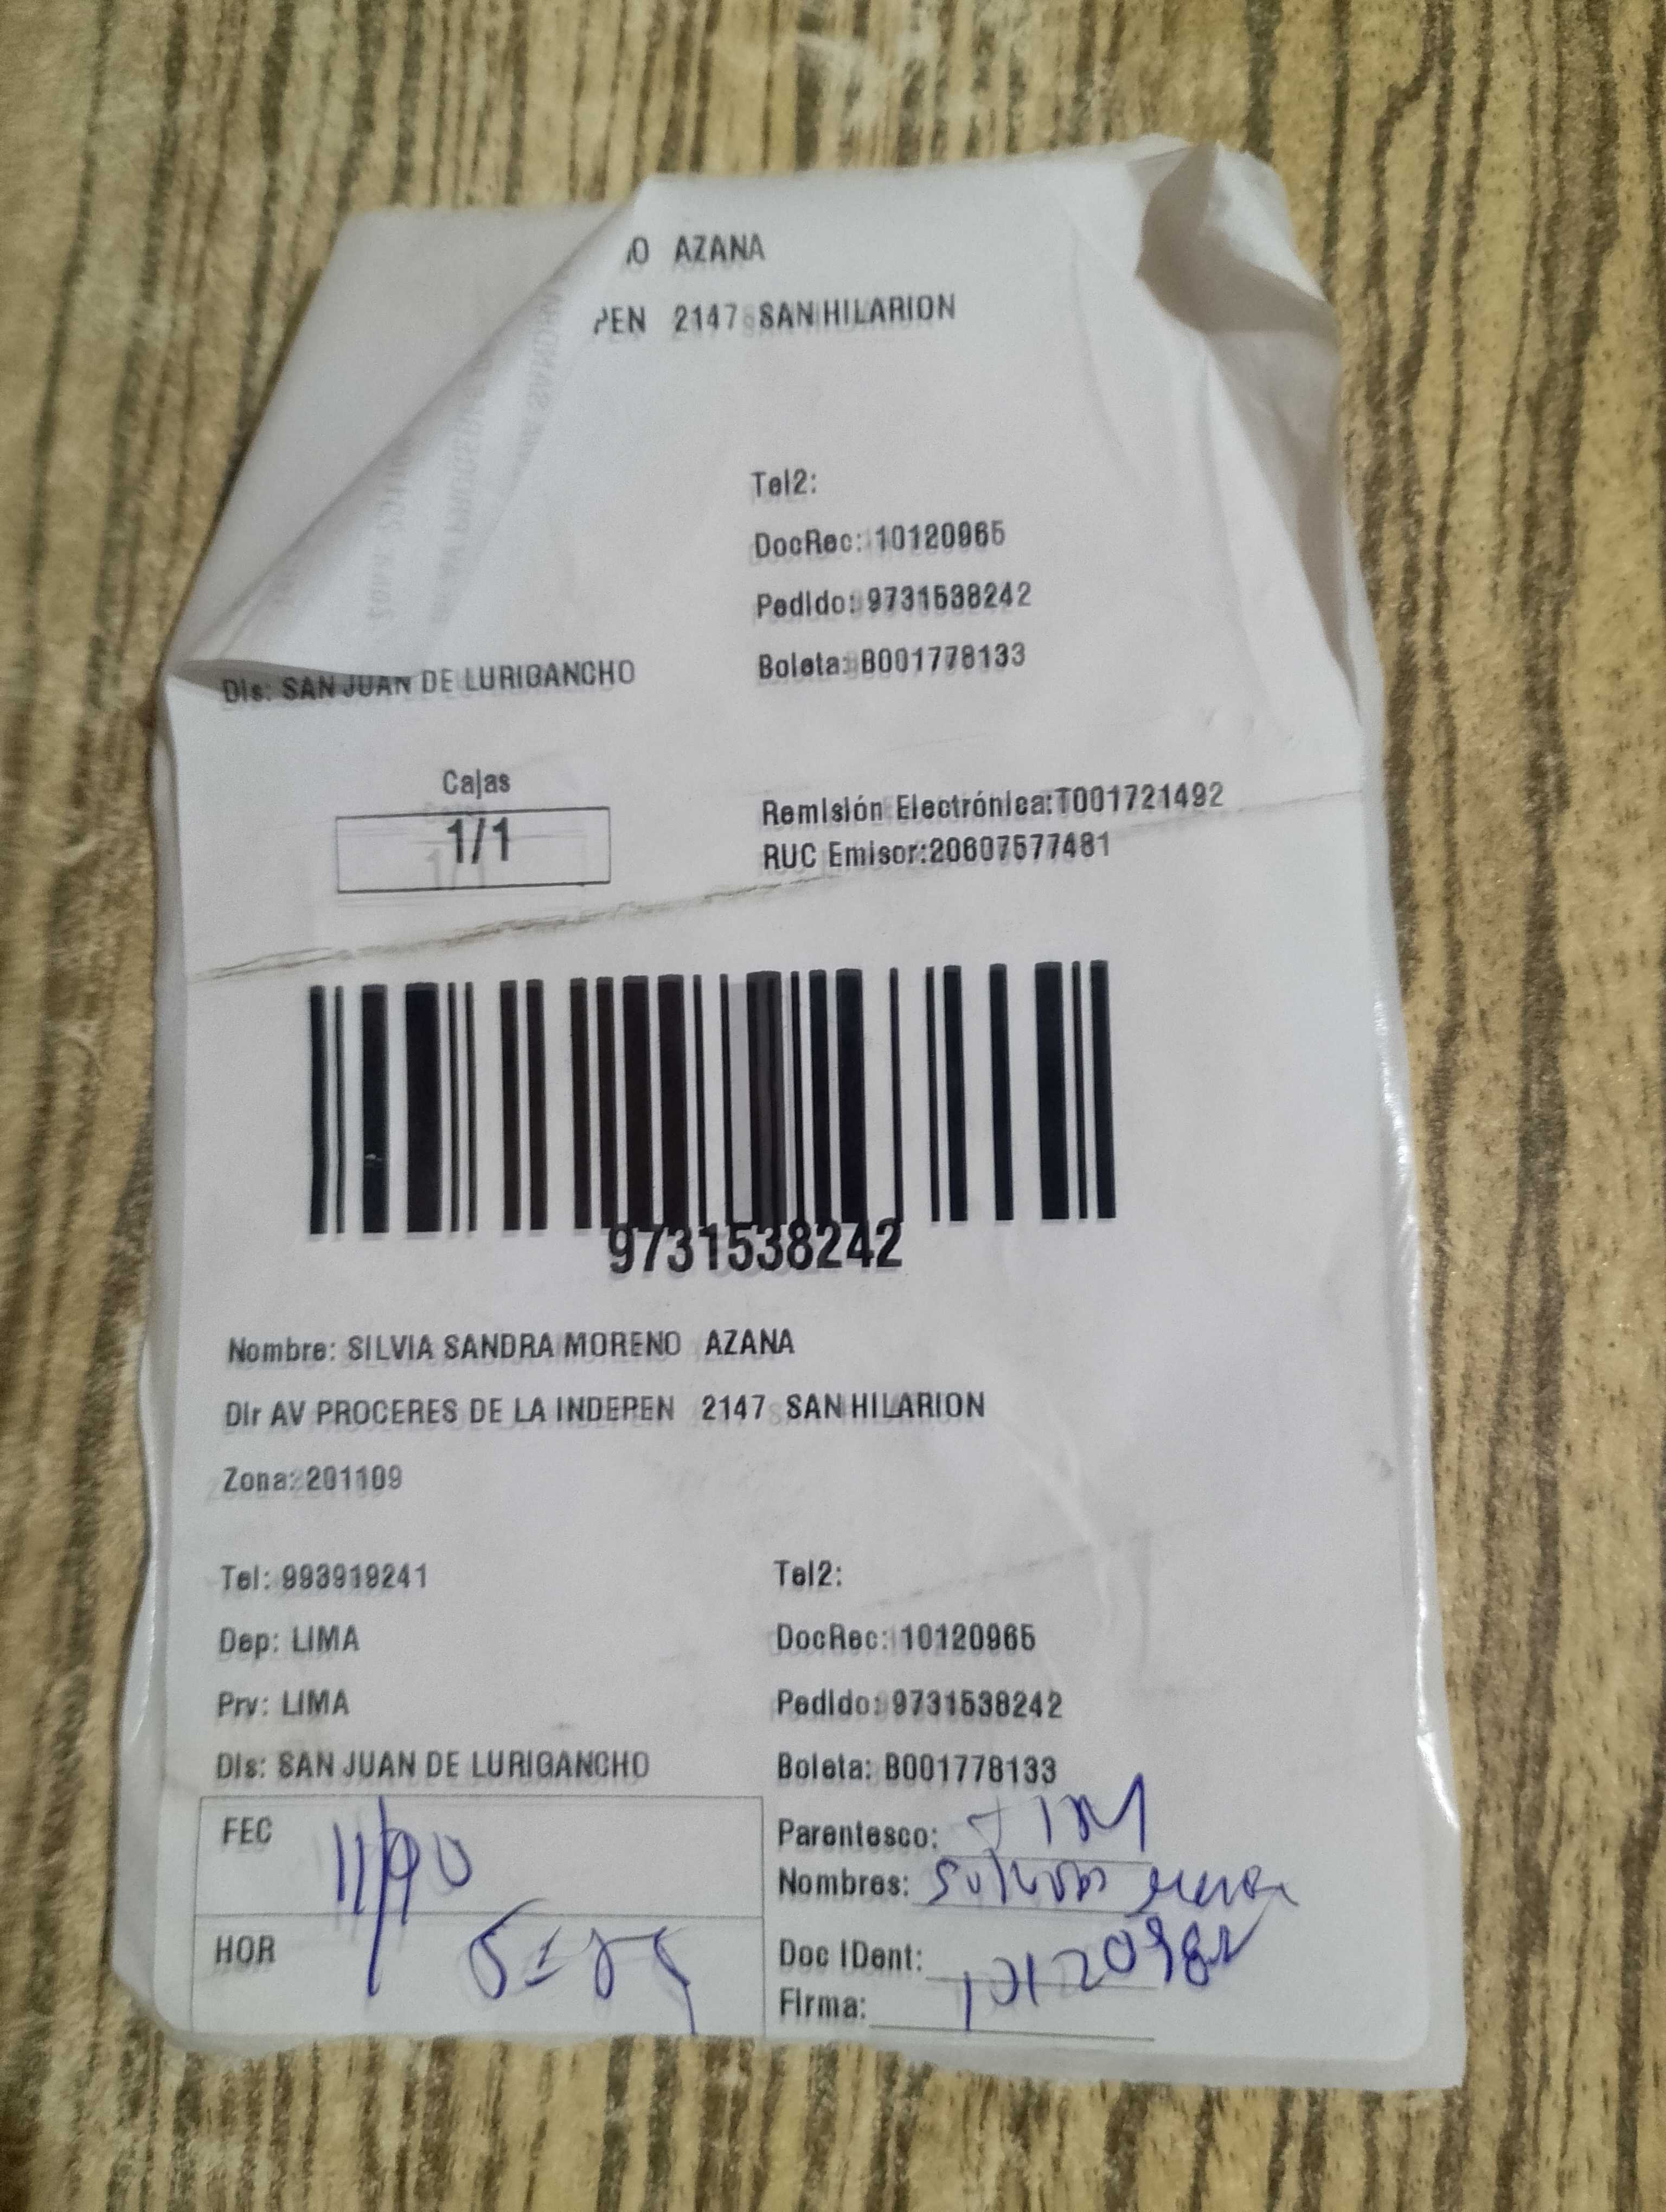 O AZANA
PEN 2147 SAN HILARION
Tel2:
DocRec: 10120965
Pedido: 9731538242
Dis: SAN JUAN DE LURIGANCHO
Boleta: B001778133
Cajas
1/1
Remisión Electrónica:T001721492
RUC Emisor:20607577481
9731538242
Nombre: SILVIA SANDRA MORENO AZANA
Dir AV PROCERES DE LA INDEPEN 2147 SAN HILARION
Zona: 201109
Tel: 993919241
Tel2:
Dep: LIMA
DocRec: 10120965
Prv: LIMA
Pedido: 9731538242
Dis: SAN JUAN DE LURIGANCHO
Boleta: B001778133
FEC
Parentesco:
Nombres:
HOR
Doc IDent:
Firma: